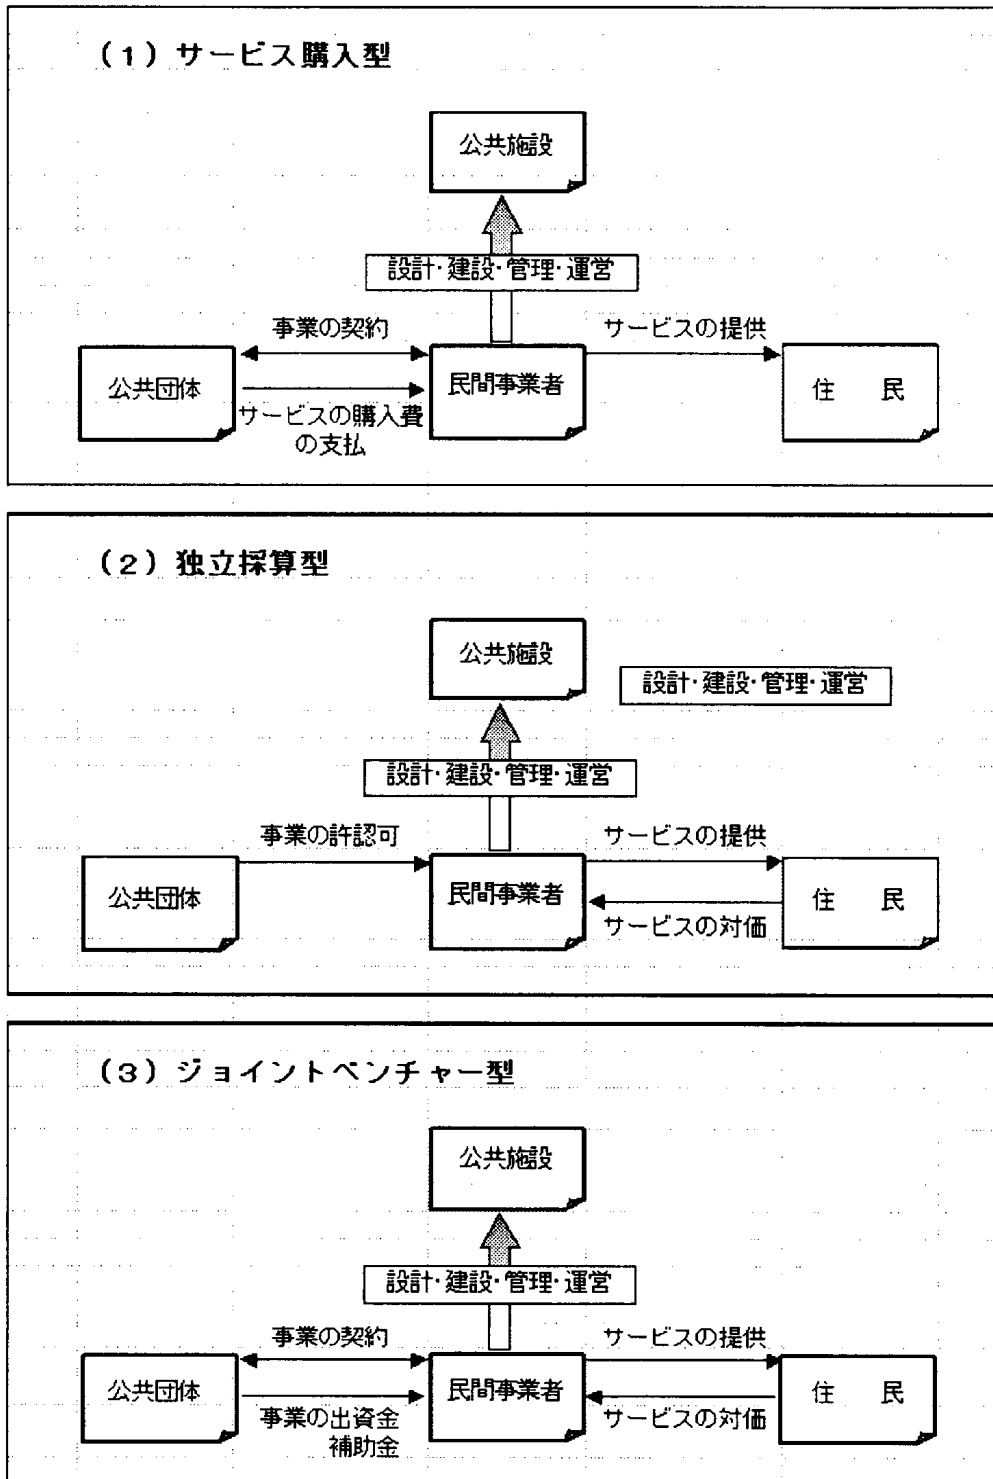 （1）サービス購入型
公共施設
設計・建設・管理・運営
事業の契約
サービスの提供
公共団体
民間事業者
住　民
サービスの購入費
の支払
（2）独立採算型
公共施設
設計・建設・管理・運営
設計・建設・管理・運営
事業の許認可
サービスの提供
公共団体
民間事業者
住　民
サービスの対価
（3）ジョイントベンチャー型
公共施設
設計・建設・管理・運営
事業の契約
サービスの提供
公共団体
民間事業者
住　民
事業の出資金
補助金
サービスの対価